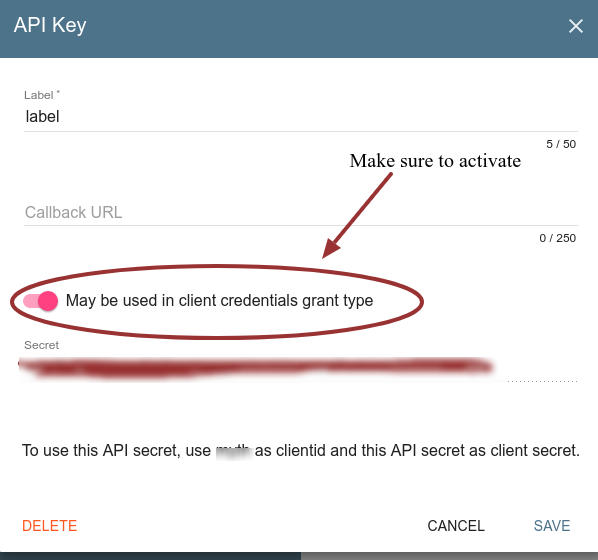 API Key
Label *
label
5 / 50
Make sure to activate
Callback URL
0 / 250
May be used in client credentials grant type
Secret
To use this API secret, use as clientid and this API secret as client secret.
DELETE
CANCEL
SAVE